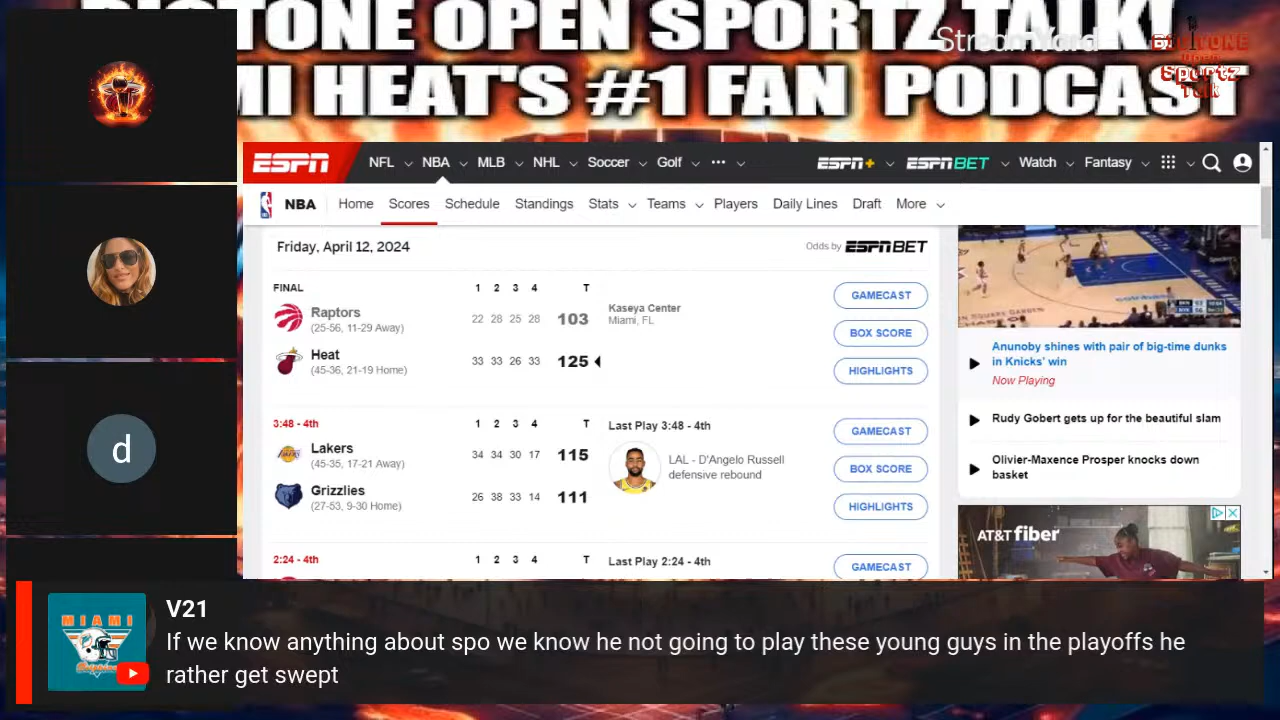 BIGTONE OPEN SPORTZ TALK!
MI HEAT'S #1 FAN PODCAST
StreamYard
BIGTONE
Open
Sportz
Talk
ESPN
NFL NBA MLB NHL Soccer Golf ••• ESPN+ ESPN BET Watch Fantasy
NBA Home Scores Schedule Standings Stats Teams Players Daily Lines Draft More
Friday, April 12, 2024
Odds by ESPN BET
FINAL 1 2 3 4 T
Raptors 22 28 25 28 103
(25-56, 11-29 Away)
Heat 33 33 26 33 125
(45-36, 21-19 Home)
Kaseya Center
Miami, FL
GAMECAST
BOX SCORE
HIGHLIGHTS
3:48 - 4th 1 2 3 4 T
Lakers 34 34 30 17 115
(45-35, 17-21 Away)
Grizzlies 26 38 33 14 111
(27-53, 9-30 Home)
Last Play 3:48 - 4th
LAL - D'Angelo Russell
defensive rebound
GAMECAST
BOX SCORE
HIGHLIGHTS
2:24 - 4th 1 2 3 4 T
Last Play 2:24 - 4th
GAMECAST
Anunoby shines with pair of big-time dunks
in Knicks' win
Now Playing
Rudy Gobert gets up for the beautiful slam
Olivier-Maxence Prosper knocks down
basket
AT&T fiber
d
MIAMI
Dolphins
V21
If we know anything about spo we know he not going to play these young guys in the playoffs he
rather get swept